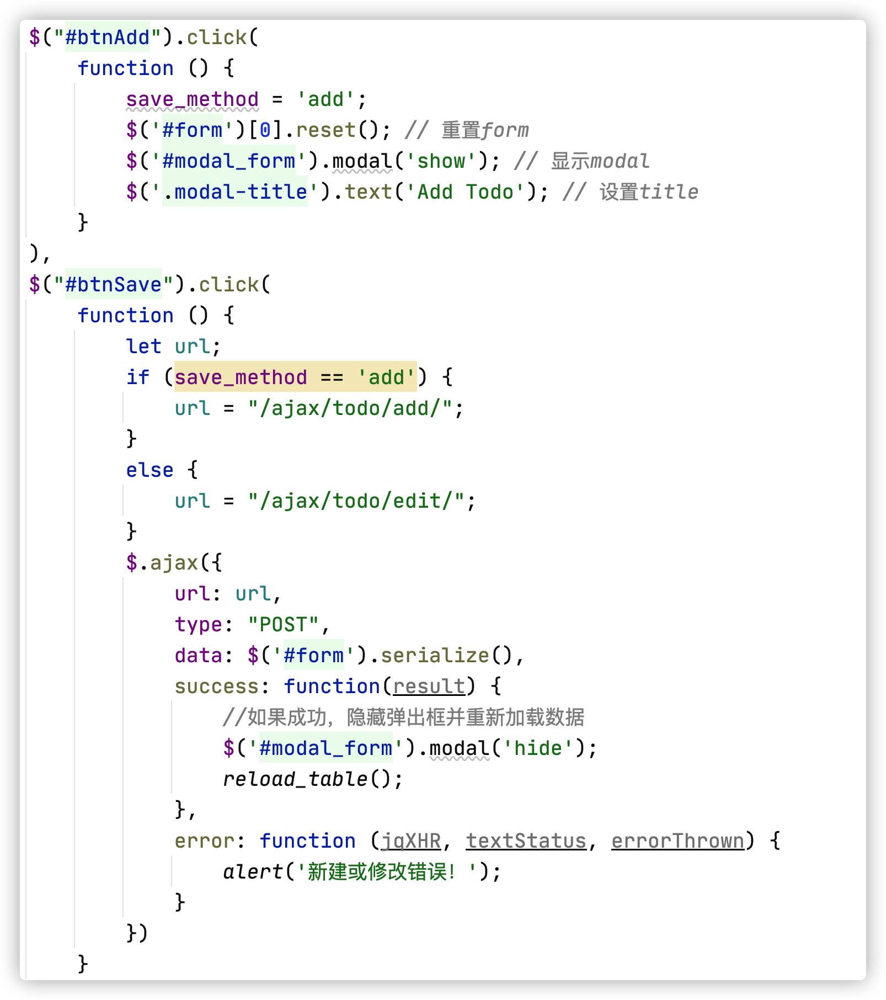 $("#btnAdd").click(
    function () {
        save_method = 'add';
        $('#form')[0].reset(); // 重置form
        $('#modal_form').modal('show'); // 显示modal
        $('.modal-title').text('Add Todo'); // 设置title
    }
),
$("#btnSave").click(
    function () {
        let url;
        if (save_method == 'add') {
            url = "/ajax/todo/add/";
        }
        else {
            url = "/ajax/todo/edit/";
        }
        $.ajax({
            url: url,
            type: "POST",
            data: $('#form').serialize(),
            success: function(result) {
                //如果成功，隐藏弹出框并重新加载数据
                $('#modal_form').modal('hide');
                reload_table();
            },
            error: function (jqXHR, textStatus, errorThrown) {
                alert('新建或修改错误！');
            }
        })
    }